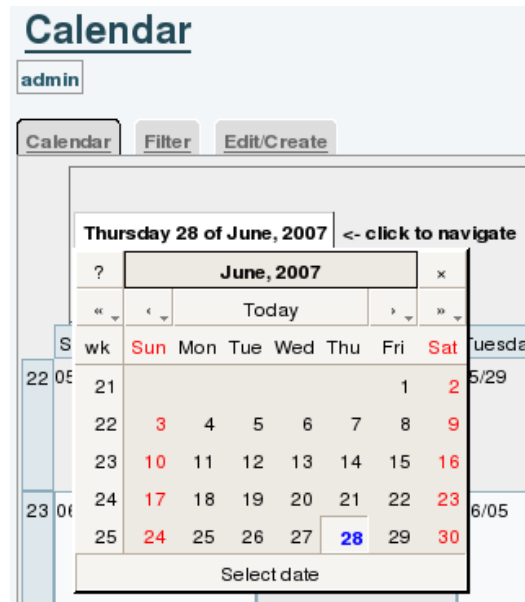 Calendar
admin
Calendar Filter Edit/Create
Thursday 28 of June, 2007 <- click to navigate
? June, 2007 ×
« ‹ Today › »
wk Sun Mon Tue Wed Thu Fri Sat
21 1 2
22 3 4 5 6 7 8 9
23 10 11 12 13 14 15 16
24 17 18 19 20 21 22 23
25 24 25 26 27 28 29 30
Select date
22
5/29
23
6/05